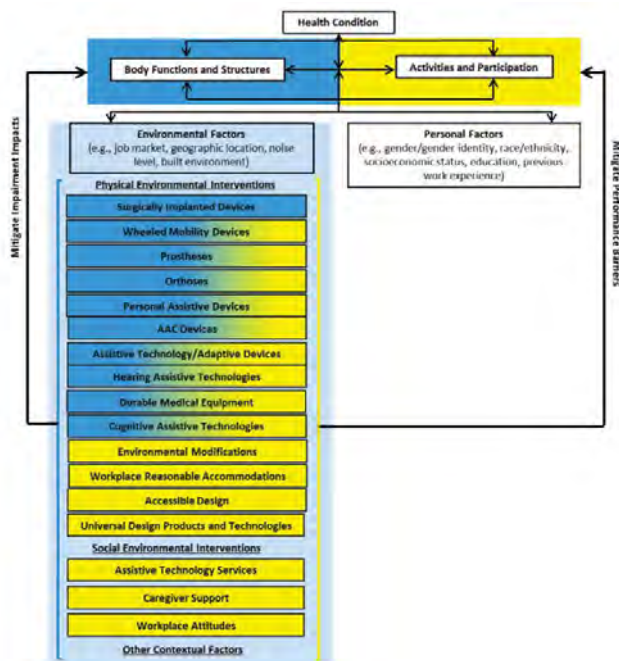 Health Condition
Body Functions and Structures
Activities and Participation
Mitigate Impairment Impacts
Mitigate Performance Barriers
Environmental Factors
(e.g., job market, geographic location, noise
level, built environment)
Personal Factors
(e.g., gender/gender identity, race/ethnicity,
socioeconomic status, education, previous
work experience)
Physical Environmental Interventions
Surgically Implanted Devices
Wheeled Mobility Devices
Prostheses
Orthoses
Personal Assistive Devices
AAC Devices
Assistive Technology/Adaptive Devices
Hearing Assistive Technologies
Durable Medical Equipment
Cognitive Assistive Technologies
Environmental Modifications
Workplace Reasonable Accommodations
Accessible Design
Universal Design Products and Technologies
Social Environmental Interventions
Assistive Technology Services
Caregiver Support
Workplace Attitudes
Other Contextual Factors